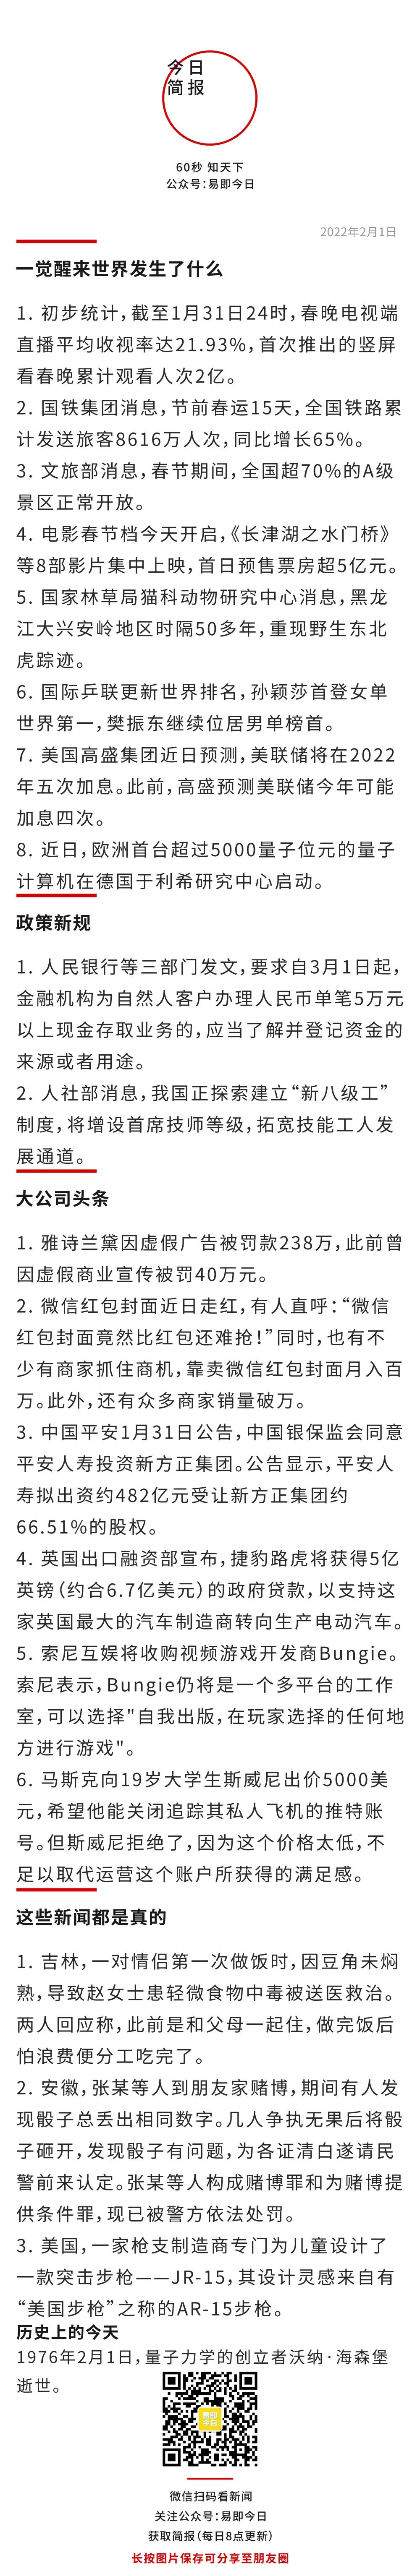 今日
简报
60秒 知天下
公众号：易即今日
2022年2月1日
一觉醒来世界发生了什么
1. 初步统计，截至1月31日24时，春晚电视端
直播平均收视率达21.93%，首次推出的竖屏
看春晚累计观看人次2亿。
2. 国铁集团消息，节前春运15天，全国铁路累
计发送旅客8616万人次，同比增长65%。
3. 文旅部消息，春节期间，全国超70%的A级
景区正常开放。
4. 电影春节档今天开启，《长津湖之水门桥》
等8部影片集中上映，首日预售票房超5亿元。
5. 国家林草局猫科动物研究中心消息，黑龙
江大兴安岭地区时隔50多年，重现野生东北
虎踪迹。
6. 国际乒联更新世界排名，孙颖莎首登女单
世界第一，樊振东继续位居男单榜首。
7. 美国高盛集团近日预测，美联储将在2022
年五次加息。此前，高盛预测美联储今年可能
加息四次。
8. 近日，欧洲首台超过5000量子位元的量子
计算机在德国于利希研究中心启动。
政策新规
1. 人民银行等三部门发文，要求自3月1日起，
金融机构为自然人客户办理人民币单笔5万元
以上现金存取业务的，应当了解并登记资金的
来源或者用途。
2. 人社部消息，我国正探索建立“新八级工”
制度，将增设首席技师等级，拓宽技能工人发
展通道。
大公司头条
1. 雅诗兰黛因虚假广告被罚款238万，此前曾
因虚假商业宣传被罚40万元。
2. 微信红包封面近日走红，有人直呼：“微信
红包封面竟然比红包还难抢！”同时，也有不
少有商家抓住商机，靠卖微信红包封面月入百
万。此外，还有众多商家销量破万。
3. 中国平安1月31日公告，中国银保监会同意
平安人寿投资新方正集团。公告显示，平安人
寿拟出资约482亿元受让新方正集团约
66.51%的股权。
4. 英国出口融资部宣布，捷豹路虎将获得5亿
英镑（约合6.7亿美元）的政府贷款，以支持这
家英国最大的汽车制造商转向生产电动汽车。
5. 索尼互娱将收购视频游戏开发商Bungie。
索尼表示，Bungie仍将是一个多平台的工作
室，可以选择"自我出版，在玩家选择的任何地
方进行游戏"。
6. 马斯克向19岁大学生斯威尼出价5000美
元，希望他能关闭追踪其私人飞机的推特账
号。但斯威尼拒绝了，因为这个价格太低，不
足以取代运营这个账户所获得的满足感。
这些新闻都是真的
1. 吉林，一对情侣第一次做饭时，因豆角未焖
熟，导致赵女士患轻微食物中毒被送医救治。
两人回应称，此前是和父母一起住，做完饭后
怕浪费便分工吃完了。
2. 安徽，张某等人到朋友家赌博，期间有人发
现骰子总丢出相同数字。几人争执无果后将骰
子砸开，发现骰子有问题，为各证清白遂请民
警前来认定。张某等人构成赌博罪和为赌博提
供条件罪，现已被警方依法处罚。
3. 美国，一家枪支制造商专门为儿童设计了
一款突击步枪——JR-15，其设计灵感来自有
“美国步枪”之称的AR-15步枪。
历史上的今天
1976年2月1日，量子力学的创立者沃纳·海森堡
逝世。
易即
今日
微信扫码看新闻
关注公众号：易即今日
获取简报（每日8点更新）
长按图片保存可分享至朋友圈